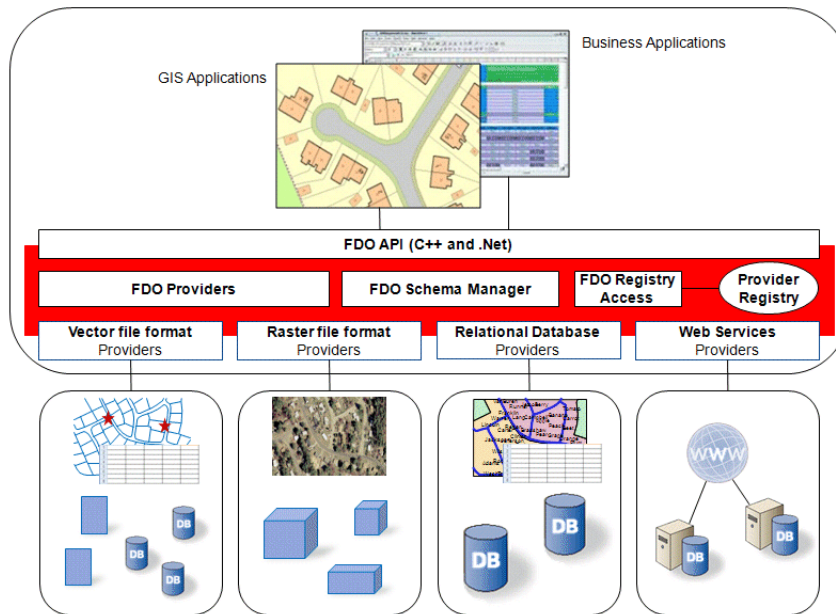 Business Applications
GIS Applications
FDO API (C++ and .Net)
FDO Providers
FDO Schema Manager
FDO Registry
Access
Provider
Registry
Vector file format
Providers
Raster file format
Providers
Relational Database
Providers
Web Services
Providers
WWW
DB
DB
DB
DB
DB
DB
DB